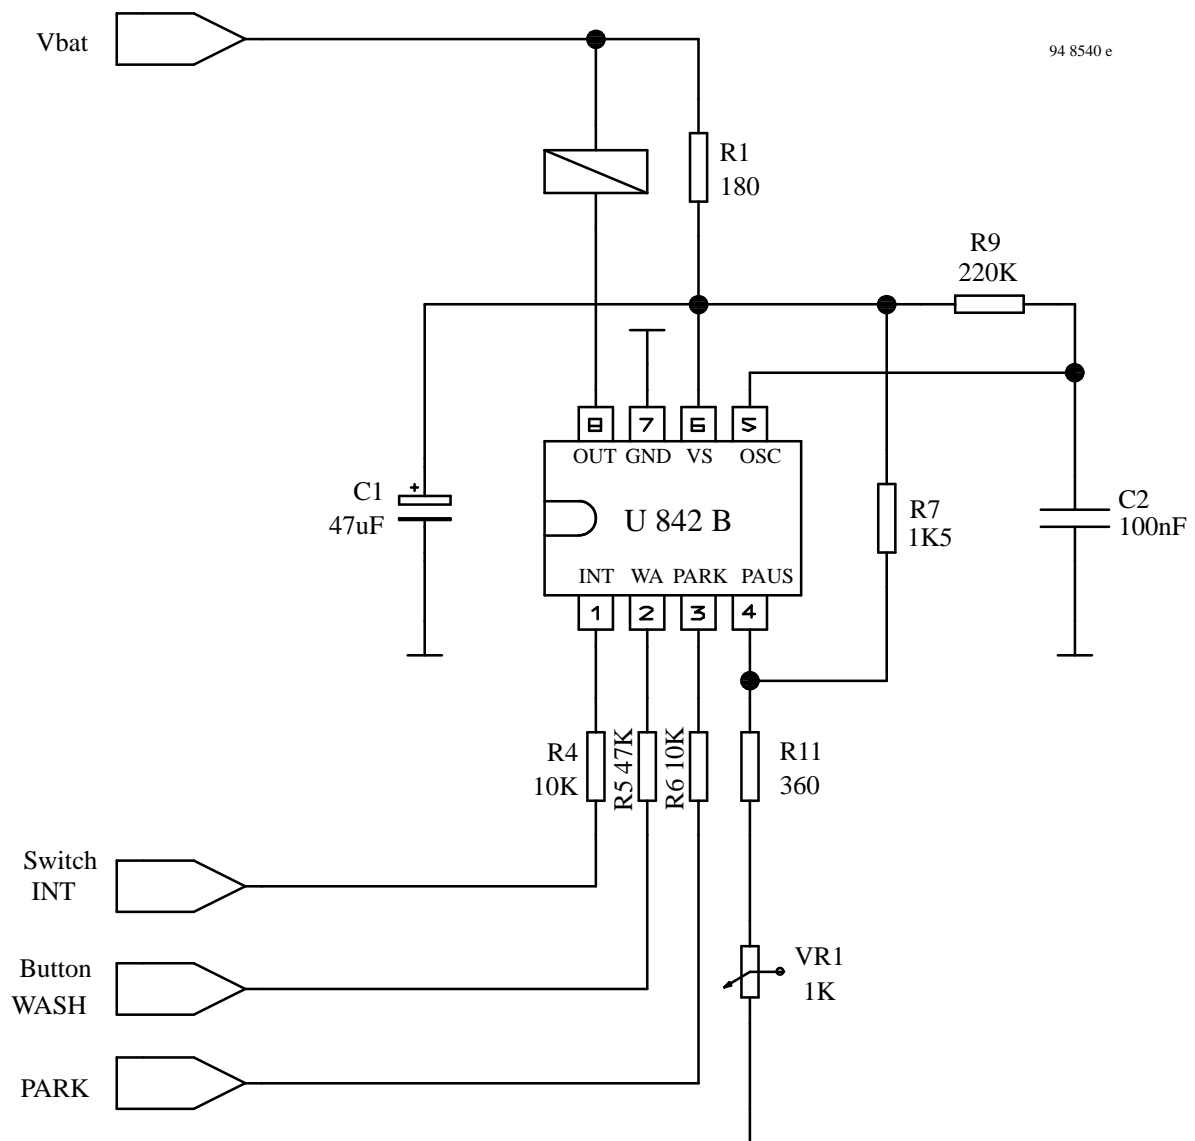 Vbat
94 8540 e
R1
180
R9
220K
8 7 6 5
OUT GND VS OSC
C1
+
47uF
U 842 B
R7
1K5
C2
100nF
INT WA PARK PAUS
1 2 3 4
R4
10K
R5 47K
R6 10K
R11
360
Switch
INT
Button
WASH
VR1
1K
PARK